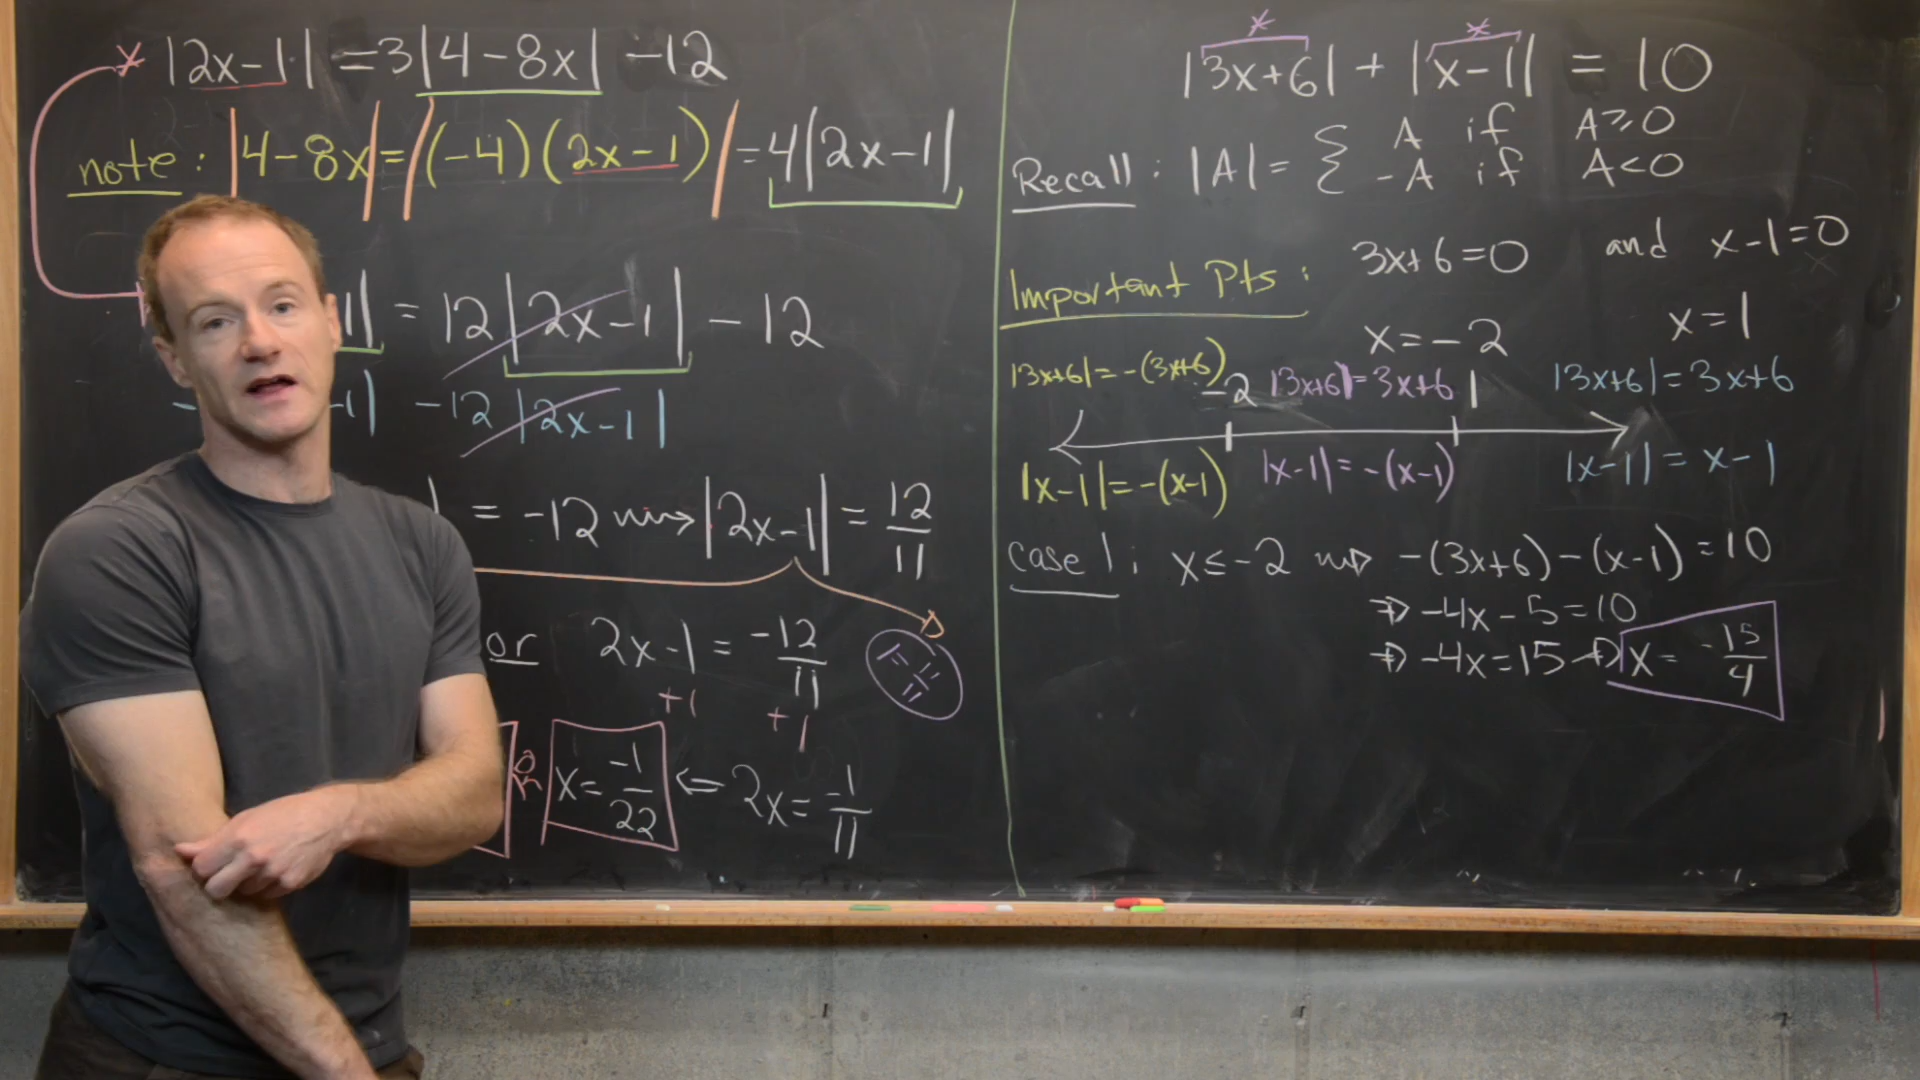 * |2x-1| = 3|4-8x| -12
note: |4-8x| = |(-4)(2x-1)| = 4|2x-1|
1| = 12|2x-1| - 12
- -1| -12|2x-1|
| = -12 ⇝ |2x-1| = 12/11
or 2x-1 = -12/11
+1 +1
or x = -1/22 ⇐ 2x = -1/11
|3x+6| + |x-1| = 10
Recall: |A| = { A if A≥0
-A if A<0
Important Pts: 3x+6=0 and x-1=0
x=-2 x=1
|3x+6|=-(3x+6) -2 |3x+6|=3x+6 1 |3x+6|=3x+6
|x-1|=-(x-1) |x-1|=-(x-1) |x-1|=x-1
case 1: x≤-2 ⇝ -(3x+6)-(x-1)=10
⇒ -4x-5=10
⇒ -4x=15 ⇒ x= -15/4